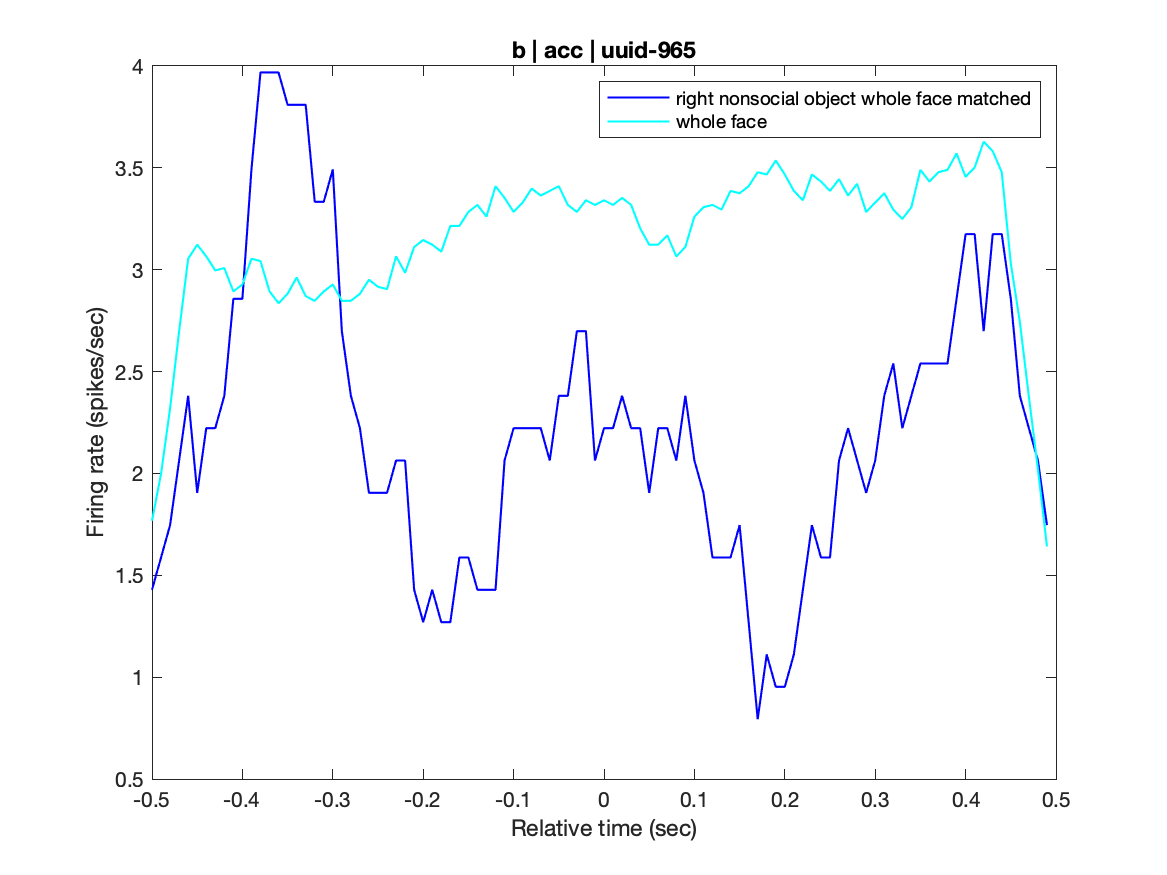 b | acc | uuid-965
right nonsocial object whole face matched
whole face
4
3.5
3
2.5
2
1.5
1
0.5
Firing rate (spikes/sec)
-0.5 -0.4 -0.3 -0.2 -0.1 0 0.1 0.2 0.3 0.4 0.5
Relative time (sec)